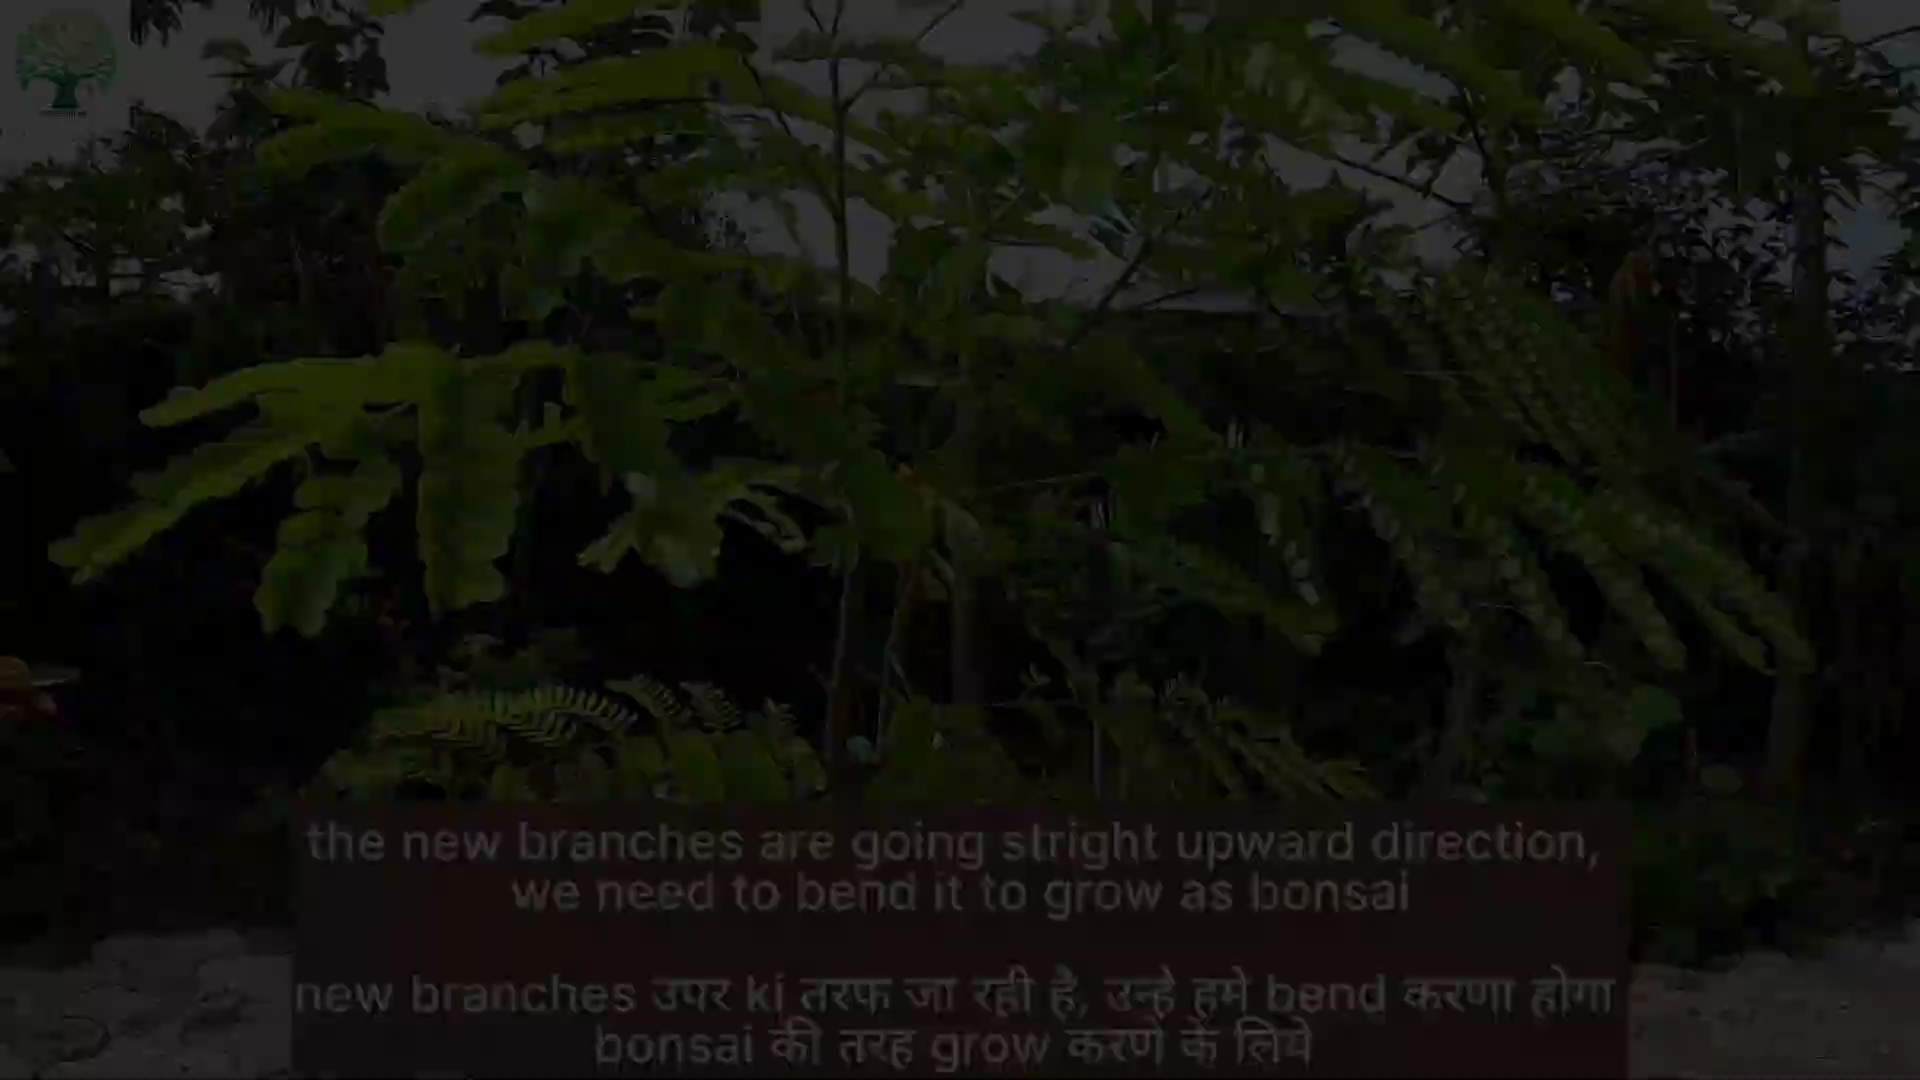 the new branches are going stright upward direction,
we need to bend it to grow as bonsai
new branches उपर ki तरफ जा रही है, उन्हे हमे bend करणा होगा
bonsai की तरह grow करणे के लिये